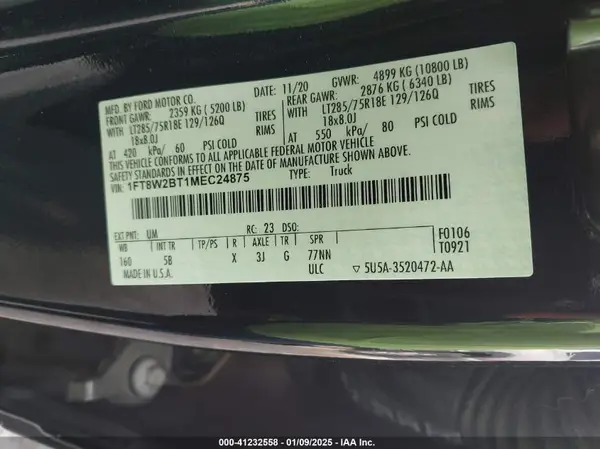 MFD. BY FORD MOTOR CO.
DATE: 11/20 GVWR: 4899 KG (10800 LB)
FRONT GAWR: 2359 KG (5200 LB) REAR GAWR: 2876 KG (6340 LB)
WITH LT285/75R18E 129/126Q TIRES WITH LT285/75R18E 129/126Q TIRES
18x8.0J RIMS 18x8.0J RIMS
AT 420 kPa/ 60 PSI COLD AT 550 kPa/ 80 PSI COLD
THIS VEHICLE CONFORMS TO ALL APPLICABLE FEDERAL MOTOR VEHICLE
SAFETY STANDARDS IN EFFECT ON THE DATE OF MANUFACTURE SHOWN ABOVE.
VIN: 1FT8W2BT1MEC24875
TYPE: Truck
F0106
T0921
EXT PNT: UM RC: 23 DSO:
WB INT TR TP/PS R AXLE TR SPR
160 5B X 3J G 77NN
MADE IN U.S.A. ULC ▽ 5U5A-3520472-AA
000-41232558 | 01/09/2025 - IAA Inc.